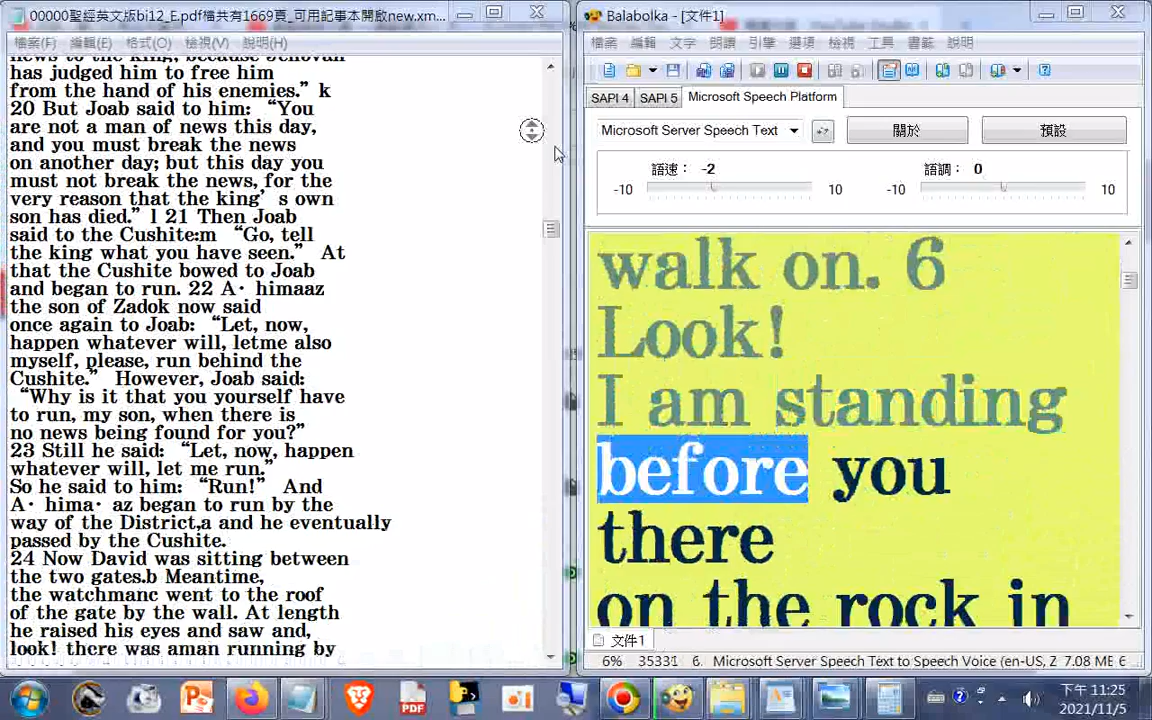 00000聖經英文版bi12_E.pdf檔共有1669頁_可用記事本開啟new.xm...
檔案(F) 編輯(E) 格式(O) 檢視(V) 說明(H)
news to the king, because Jehovah
has judged him to free him
from the hand of his enemies.” k
20 But Joab said to him: “You
are not a man of news this day,
and you must break the news
on another day; but this day you
must not break the news, for the
very reason that the king’s own
son has died.” l 21 Then Joab
said to the Cushite:m “Go, tell
the king what you have seen.” At
that the Cushite bowed to Joab
and began to run. 22 A·himaaz
the son of Zadok now said
once again to Joab: “Let, now,
happen whatever will, letme also
myself, please, run behind the
Cushite.” However, Joab said:
“Why is it that you yourself have
to run, my son, when there is
no news being found for you?”
23 Still he said: “Let, now, happen
whatever will, let me run.”
So he said to him: “Run!” And
A·hima·az began to run by the
way of the District,a and he eventually
passed by the Cushite.
24 Now David was sitting between
the two gates.b Meantime,
the watchmanc went to the roof
of the gate by the wall. At length
he raised his eyes and saw and,
look! there was aman running by
Balabolka - [文件1]
檔案 編輯 文字 朗讀 引擎 選項 檢視 工具 書籤 說明
SAPI 4 SAPI 5 Microsoft Speech Platform
Microsoft Server Speech Text 關於 預設
語速: -2 語調: 0
-10 10 -10 10
walk on. 6
Look!
I am standing
before you
there
on the rock in
文件1
6% 35331 6. Microsoft Server Speech Text to Speech Voice (en-US, Z 7.08 MB 6
PDF
下午 11:25
2021/11/5